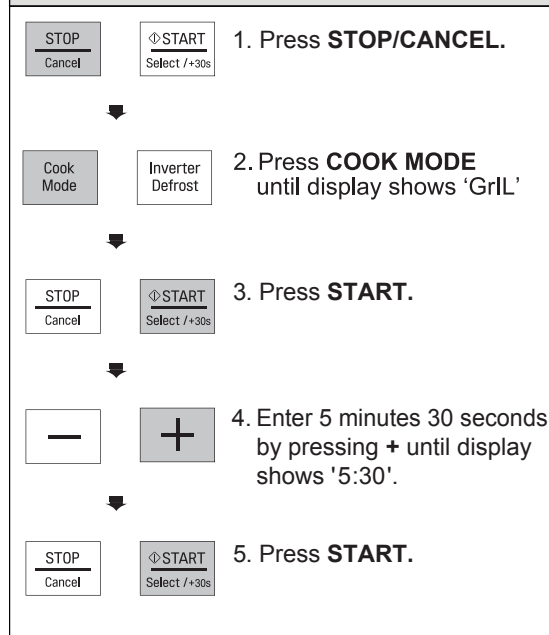 STOP
Cancel
START
Select /+30s
1. Press STOP/CANCEL.
Cook
Mode
Inverter
Defrost
2. Press COOK MODE
until display shows ‘GrIL’
STOP
Cancel
START
Select /+30s
3. Press START.
—
+
4. Enter 5 minutes 30 seconds
by pressing + until display
shows '5:30'.
STOP
Cancel
START
Select /+30s
5. Press START.